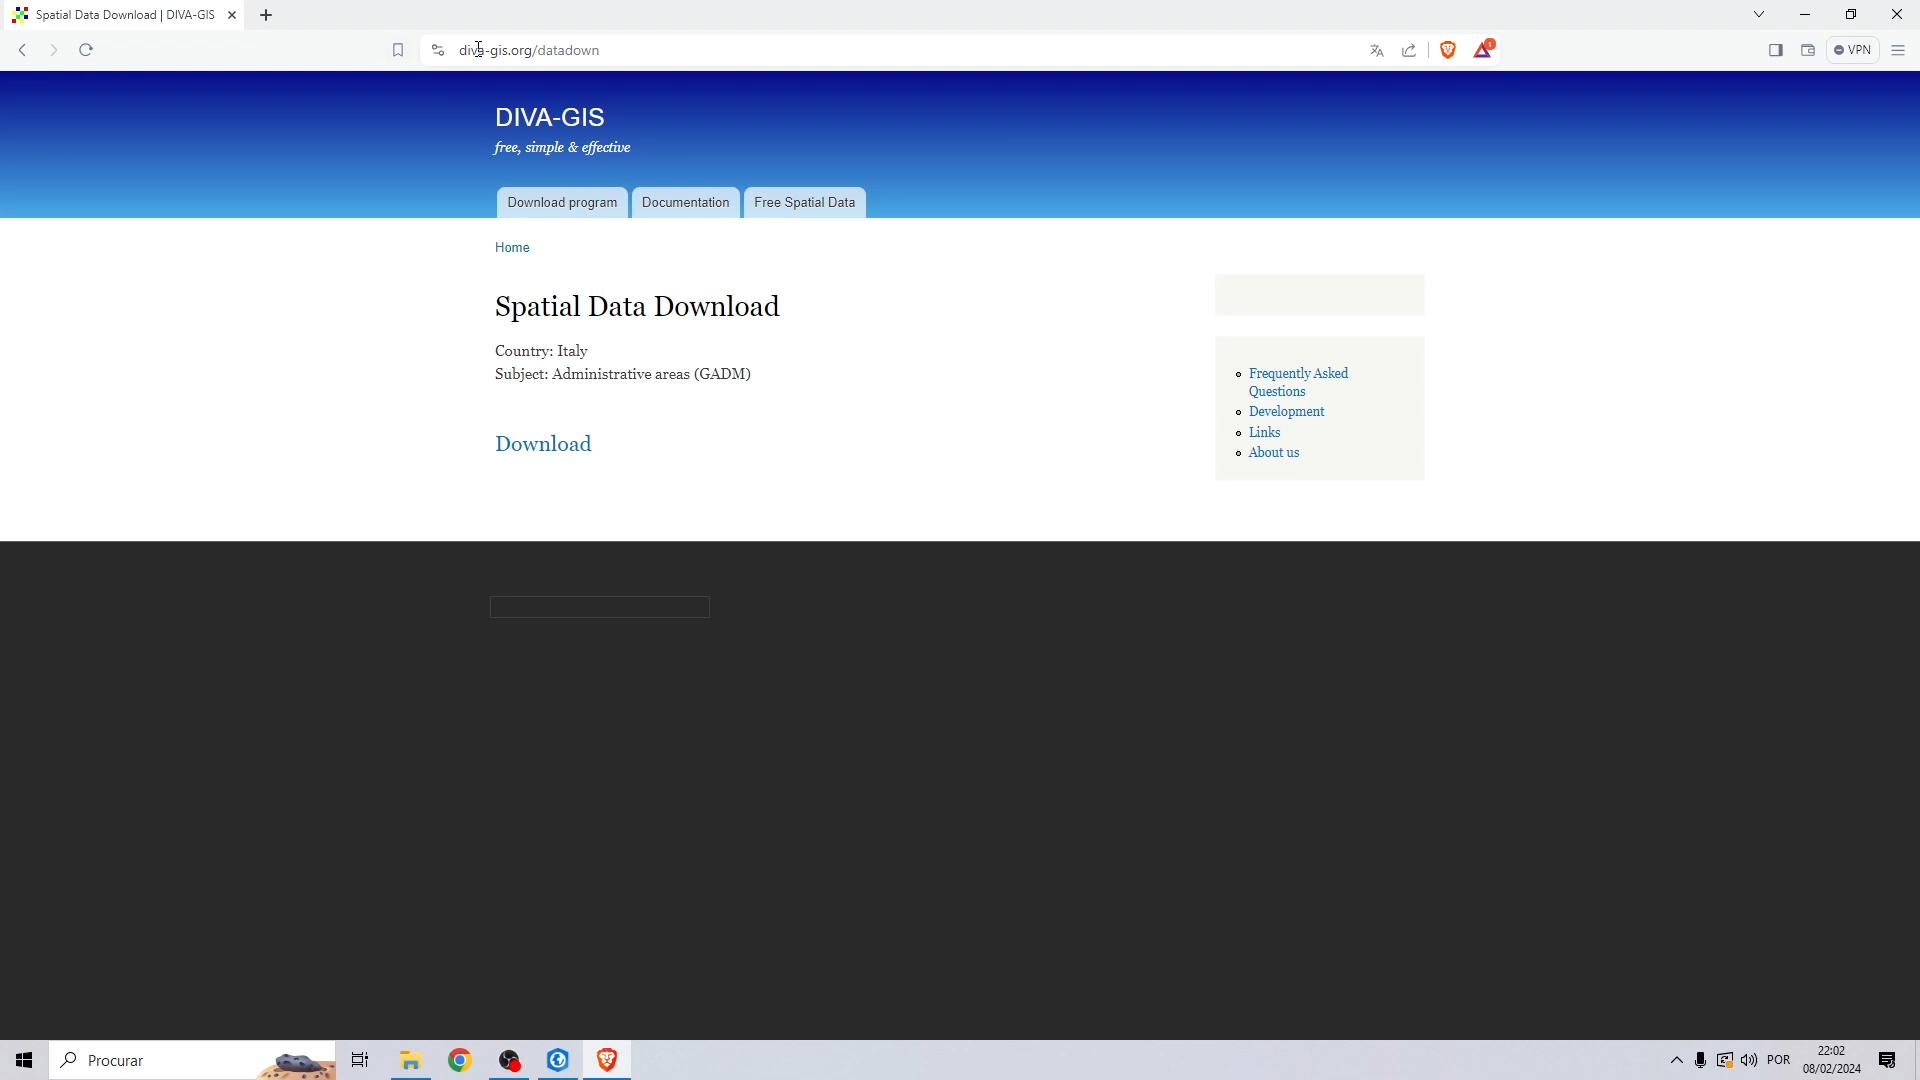 Spatial Data Download | DIVA-GIS
diva-gis.org/datadown
1
VPN
DIVA-GIS
free, simple & effective
Download program
Documentation
Free Spatial Data
Home
Spatial Data Download
Country: Italy
Subject: Administrative areas (GADM)
Download
Frequently Asked
Questions
Development
Links
About us
Procurar
POR
22:02
08/02/2024